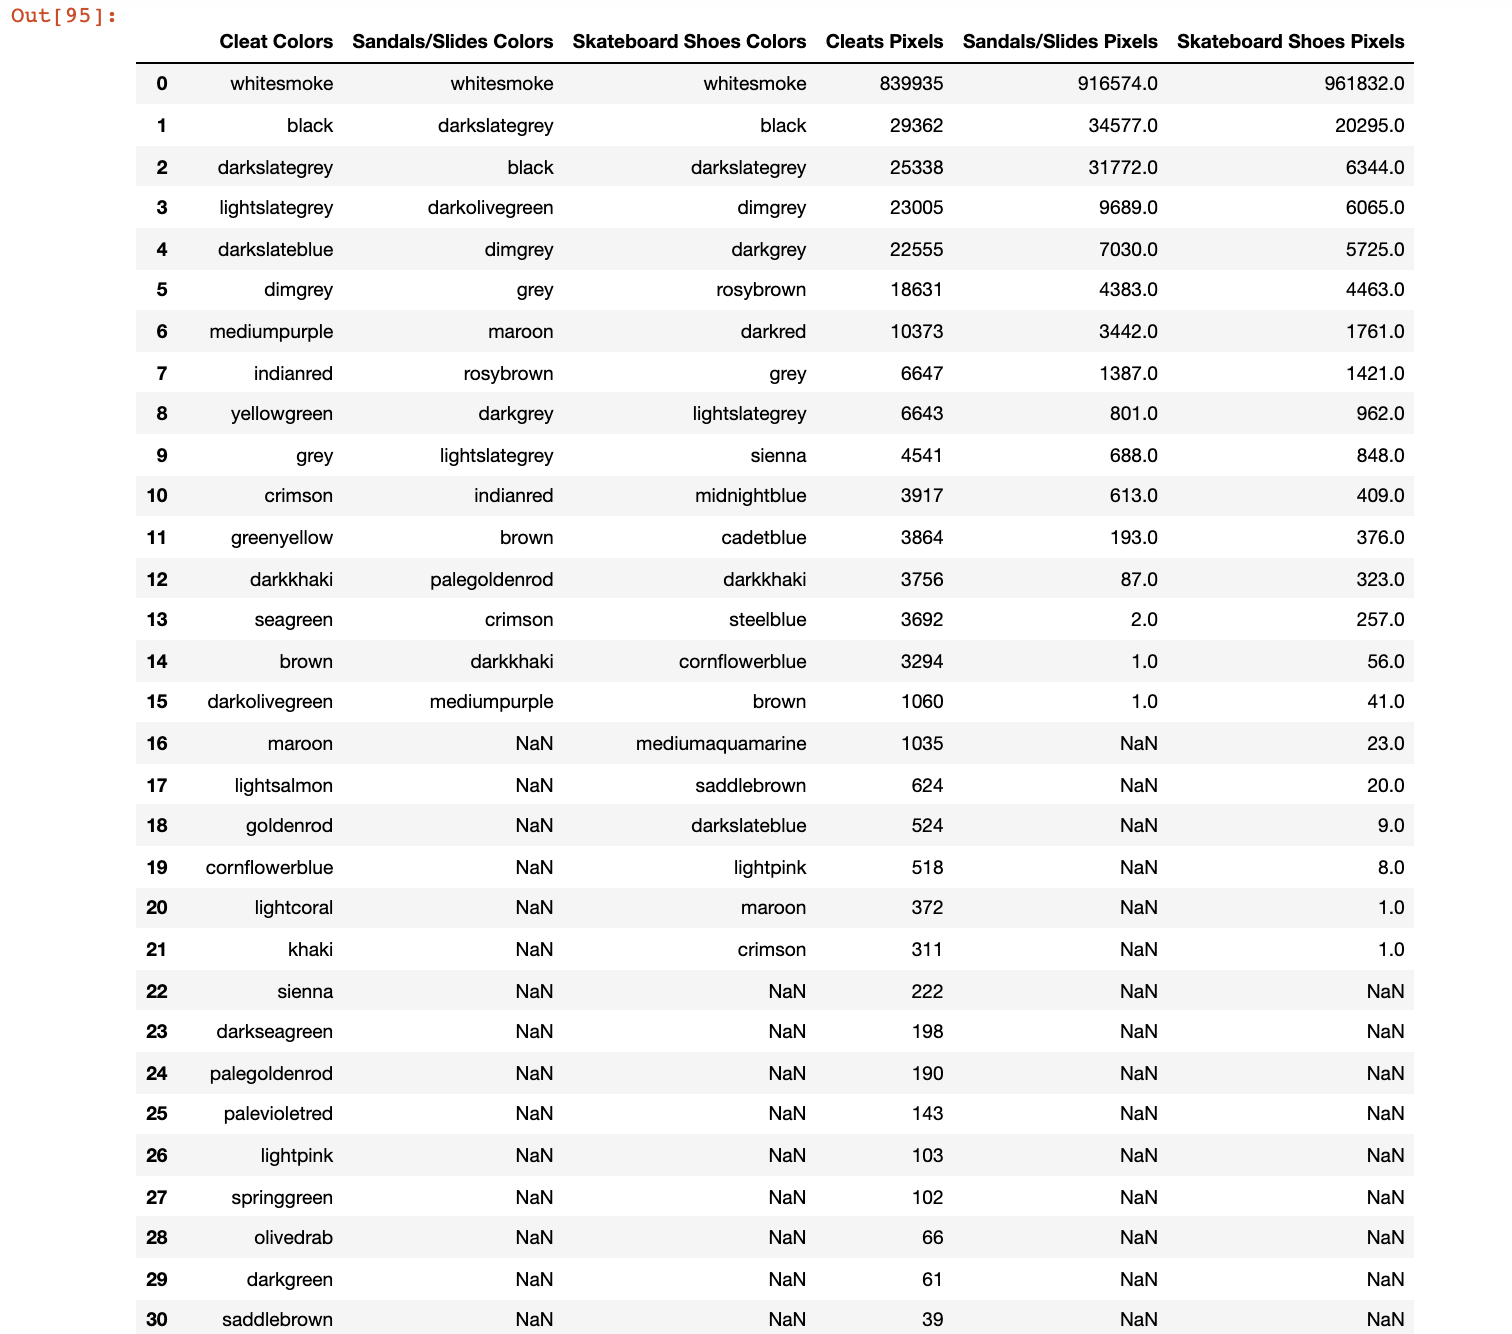 Out[95]:
Cleat Colors Sandals/Slides Colors Skateboard Shoes Colors Cleats Pixels Sandals/Slides Pixels Skateboard Shoes Pixels
0 whitesmoke whitesmoke whitesmoke 839935 916574.0 961832.0
1 black darkslategrey black 29362 34577.0 20295.0
2 darkslategrey black darkslategrey 25338 31772.0 6344.0
3 lightslategrey darkolivegreen dimgrey 23005 9689.0 6065.0
4 darkslateblue dimgrey darkgrey 22555 7030.0 5725.0
5 dimgrey grey rosybrown 18631 4383.0 4463.0
6 mediumpurple maroon darkred 10373 3442.0 1761.0
7 indianred rosybrown grey 6647 1387.0 1421.0
8 yellowgreen darkgrey lightslategrey 6643 801.0 962.0
9 grey lightslategrey sienna 4541 688.0 848.0
10 crimson indianred midnightblue 3917 613.0 409.0
11 greenyellow brown cadetblue 3864 193.0 376.0
12 darkkhaki palegoldenrod darkkhaki 3756 87.0 323.0
13 seagreen crimson steelblue 3692 2.0 257.0
14 brown darkkhaki cornflowerblue 3294 1.0 56.0
15 darkolivegreen mediumpurple brown 1060 1.0 41.0
16 maroon NaN mediumaquamarine 1035 NaN 23.0
17 lightsalmon NaN saddlebrown 624 NaN 20.0
18 goldenrod NaN darkslateblue 524 NaN 9.0
19 cornflowerblue NaN lightpink 518 NaN 8.0
20 lightcoral NaN maroon 372 NaN 1.0
21 khaki NaN crimson 311 NaN 1.0
22 sienna NaN NaN 222 NaN NaN
23 darkseagreen NaN NaN 198 NaN NaN
24 palegoldenrod NaN NaN 190 NaN NaN
25 palevioletred NaN NaN 143 NaN NaN
26 lightpink NaN NaN 103 NaN NaN
27 springgreen NaN NaN 102 NaN NaN
28 olivedrab NaN NaN 66 NaN NaN
29 darkgreen NaN NaN 61 NaN NaN
30 saddlebrown NaN NaN 39 NaN NaN